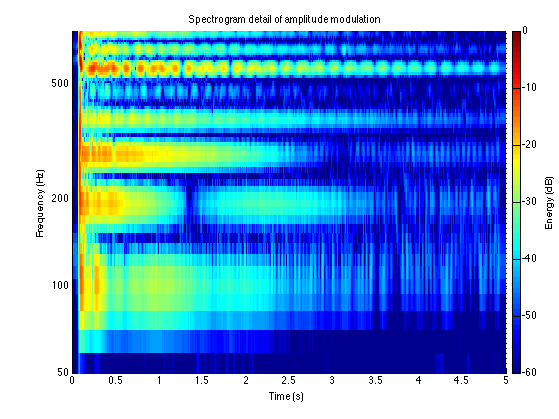 Spectrogram detail of amplitude modulation
Frequency (Hz)
500
200
100
50
0 0.5 1 1.5 2 2.5 3 3.5 4 4.5 5
Time (s)
0
-10
-20
-30
-40
-50
-60
Energy (dB)